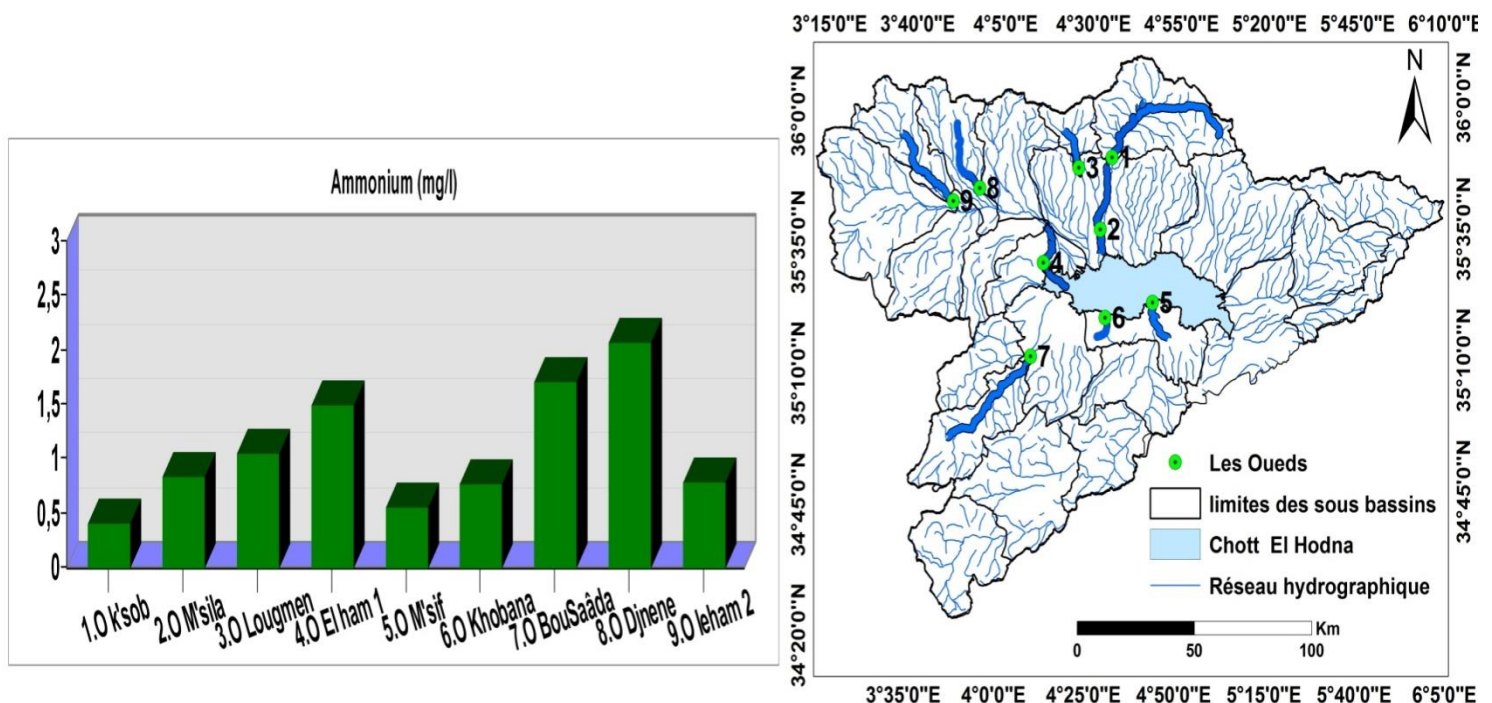 Ammonium (mg/l)
3
2,5
2
1,5
1
0,5
0
1.O k'sob
2.O M'sila
3.O Lougmen
4.O El ham 1
5.O M'sif
6.O Khobana
7.O BouSaâda
8.O Djnene
9.O leham 2
3°15'0"E 3°40'0"E 4°5'0"E 4°30'0"E 4°55'0"E 5°20'0"E 5°45'0"E 6°10'0"E
N
36°0'0"N
35°35'0"N
35°10'0"N
34°45'0"N
34°20'0"N
36°0'0"N
35°35'0"N
35°10'0"N
34°45'0"N
1
3
8
9
2
4
5
6
7
Les Oueds
limites des sous bassins
Chott El Hodna
Réseau hydrographique
Km
0 50 100
3°35'0"E 4°0'0"E 4°25'0"E 4°50'0"E 5°15'0"E 5°40'0"E 6°5'0"E